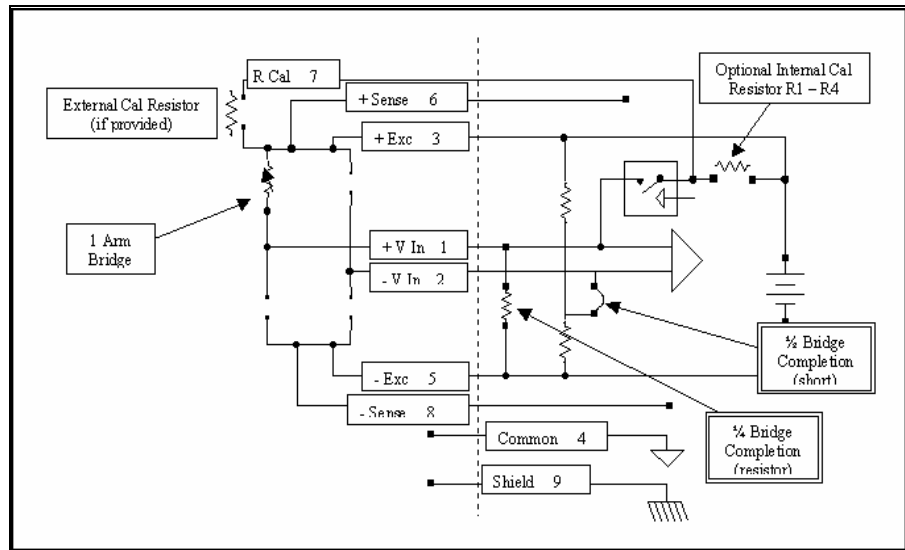 R Cal 7
Optional Internal Cal
Resistor R1 – R4
External Cal Resistor
(if provided)
+ Sense 6
+ Exc 3
1 Arm
Bridge
+ V In 1
- V In 2
½ Bridge
Completion
(short)
- Exc 5
- Sense 8
¼ Bridge
Completion
(resistor)
Common 4
Shield 9